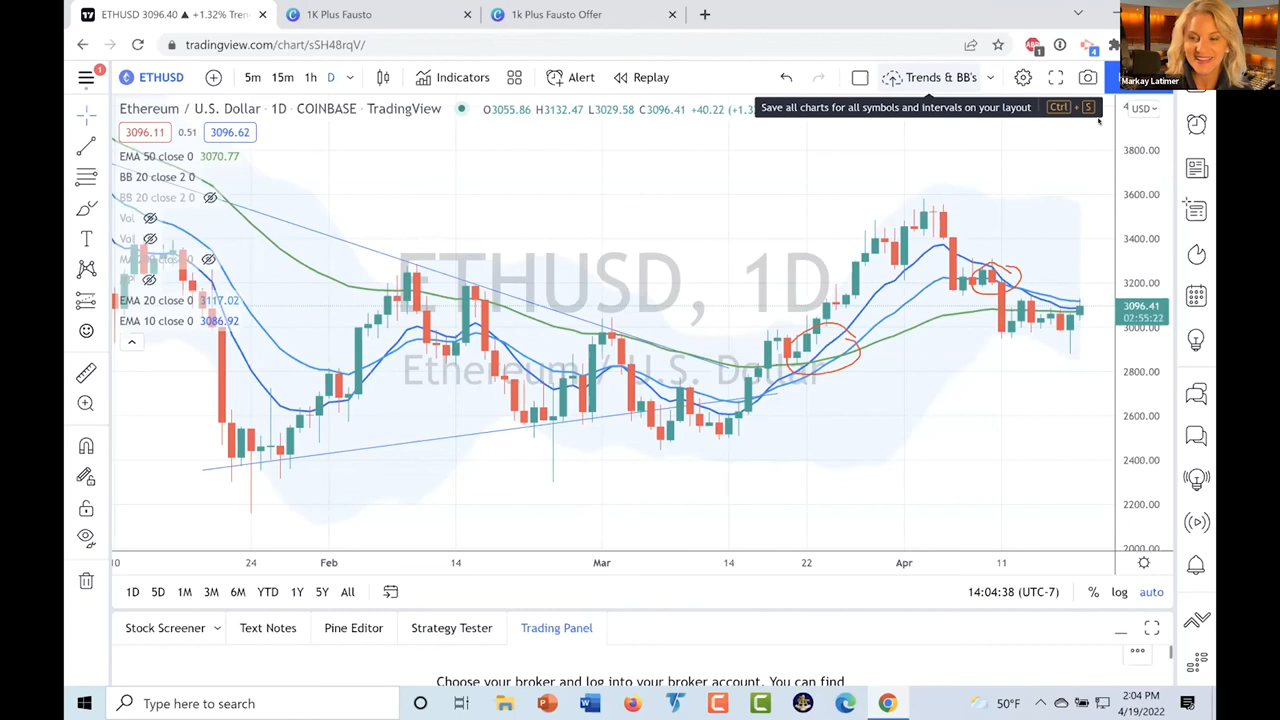 ETHUSD 3096.40 ▲ +1.32% Tren
1K Plus Fausto
1k Plus Fausto Offer
tradingview.com/chart/sSH48rqV/
Markay Latimer
ETHUSD
5m
15m
1h
D
Indicators
Alert
Replay
Trends & BB's
Save all charts for all symbols and intervals on your layout Ctrl + S
Ethereum / U.S. Dollar · 1D · COINBASE · TradingView
O3055.86 H3132.47 L3029.58 C3096.41 +40.22 (+1.3
USD
3096.11 0.51 3096.62
EMA 50 close 0 3070.77
BB 20 close 2 0
BB 20 close 2 0
Vol
Vol
EMA 20 close 0 3117.02
EMA 10 close 0 3086.92
ETHUSD, 1D
Ethereum / U.S. Dollar
3800.00
3600.00
3400.00
3200.00
3096.41
02:55:22
3000.00
2800.00
2600.00
2400.00
2200.00
2000.00
10 24 Feb 14 Mar 14 22 Apr 11
1D 5D 1M 3M 6M YTD 1Y 5Y All
14:04:38 (UTC-7) % log auto
Stock Screener Text Notes Pine Editor Strategy Tester Trading Panel
Choose your broker and log into your broker account. You can find
Type here to search
50°F
2:04 PM
4/19/2022